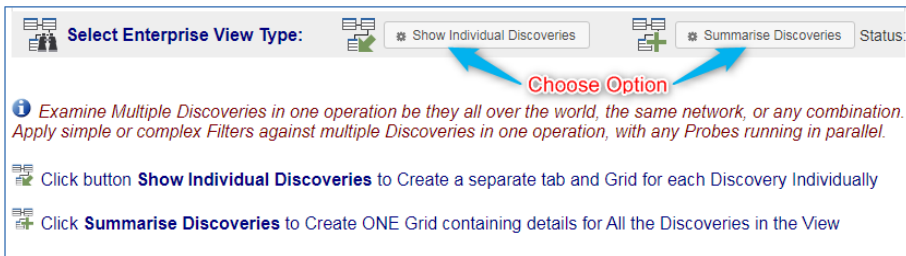 Select Enterprise View Type: Show Individual Discoveries Summarise Discoveries Status:
Choose Option
Examine Multiple Discoveries in one operation be they all over the world, the same network, or any combination.
Apply simple or complex Filters against multiple Discoveries in one operation, with any Probes running in parallel.
Click button Show Individual Discoveries to Create a separate tab and Grid for each Discovery Individually
Click Summarise Discoveries to Create ONE Grid containing details for All the Discoveries in the View